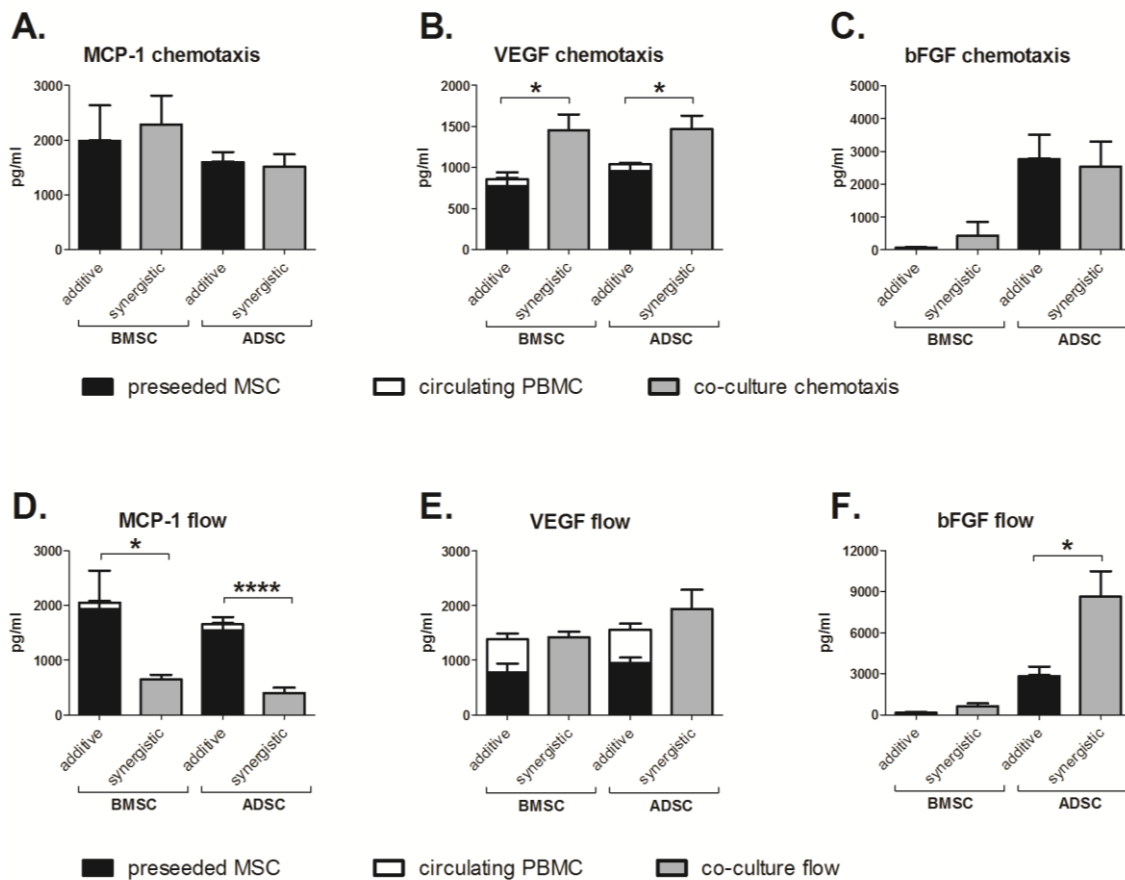 A.
MCP-1 chemotaxis
pg/ml
3000
2000
1000
0
additive
synergistic
additive
synergistic
BMSC
ADSC
B.
VEGF chemotaxis
pg/ml
2000
1500
1000
500
0
*
*
additive
synergistic
additive
synergistic
BMSC
ADSC
C.
bFGF chemotaxis
pg/ml
5000
4000
3000
2000
1000
0
additive
synergistic
additive
synergistic
BMSC
ADSC
preseeded MSC
circulating PBMC
co-culture chemotaxis
D.
MCP-1 flow
pg/ml
3000
2000
1000
0
*
****
additive
synergistic
additive
synergistic
BMSC
ADSC
E.
VEGF flow
pg/ml
3000
2000
1000
0
additive
synergistic
additive
synergistic
BMSC
ADSC
F.
bFGF flow
pg/ml
12000
9000
6000
3000
0
*
additive
synergistic
additive
synergistic
BMSC
ADSC
preseeded MSC
circulating PBMC
co-culture flow